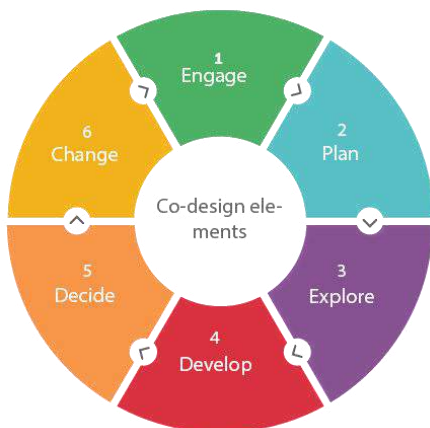 1
Engage
2
Plan
3
Explore
4
Develop
5
Decide
6
Change
Co-design ele-
ments